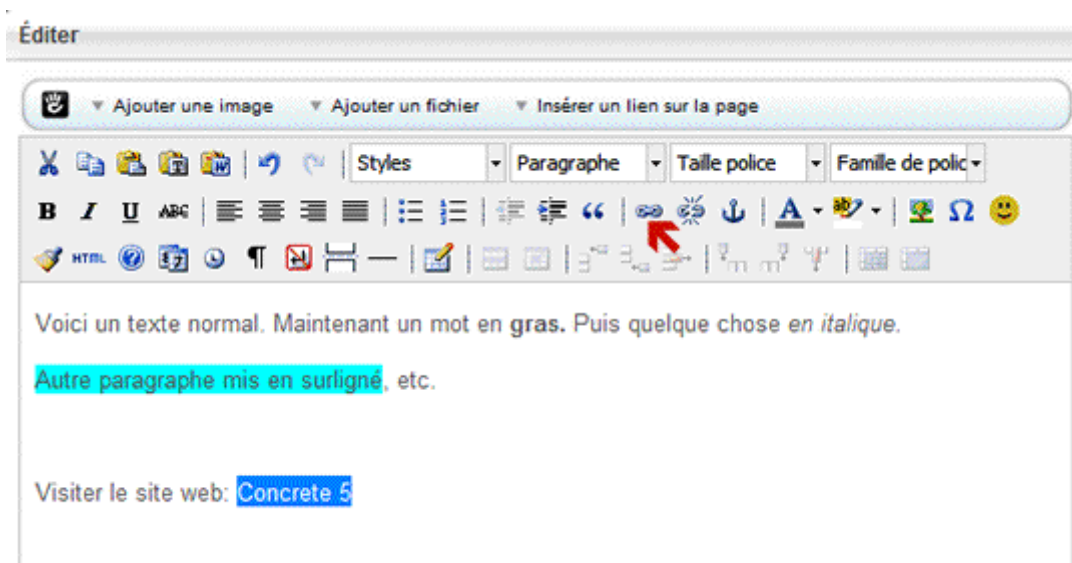 Éditer
Ajouter une image Ajouter un fichier Insérer un lien sur la page
Styles Paragraphe Taille police Famille de polic
B I U ABC A ab Ω
HTML ¶
Voici un texte normal. Maintenant un mot en gras. Puis quelque chose en italique.
Autre paragraphe mis en surligné, etc.
Visiter le site web: Concrete 5